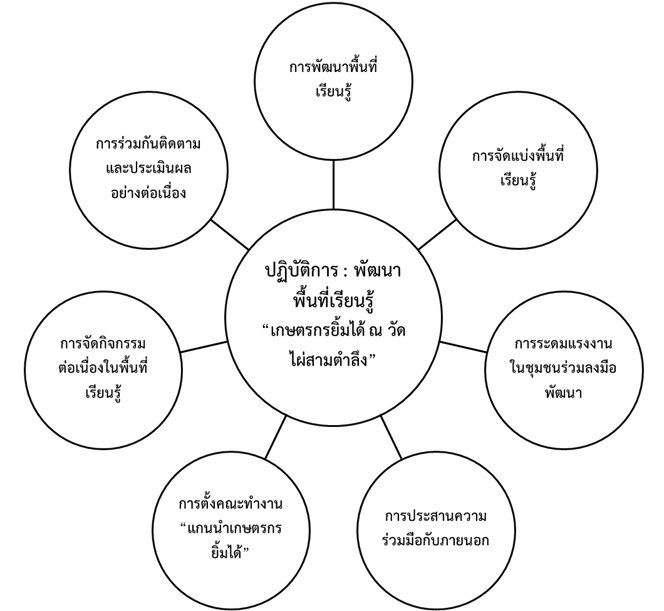 การพัฒนาพื้นที่
เรียนรู้
การร่วมกันติดตาม
และประเมินผล
อย่างต่อเนื่อง
การจัดแบ่งพื้นที่
เรียนรู้
ปฏิบัติการ : พัฒนา
พื้นที่เรียนรู้
“เกษตรกรยิ้มได้ ณ วัด
ไผ่สามตำลึง”
การจัดกิจกรรม
ต่อเนื่องในพื้นที่
เรียนรู้
การระดมแรงงาน
ในชุมชนร่วมลงมือ
พัฒนา
การตั้งคณะทำงาน
“แกนนำเกษตรกร
ยิ้มได้”
การประสานความ
ร่วมมือกับภายนอก